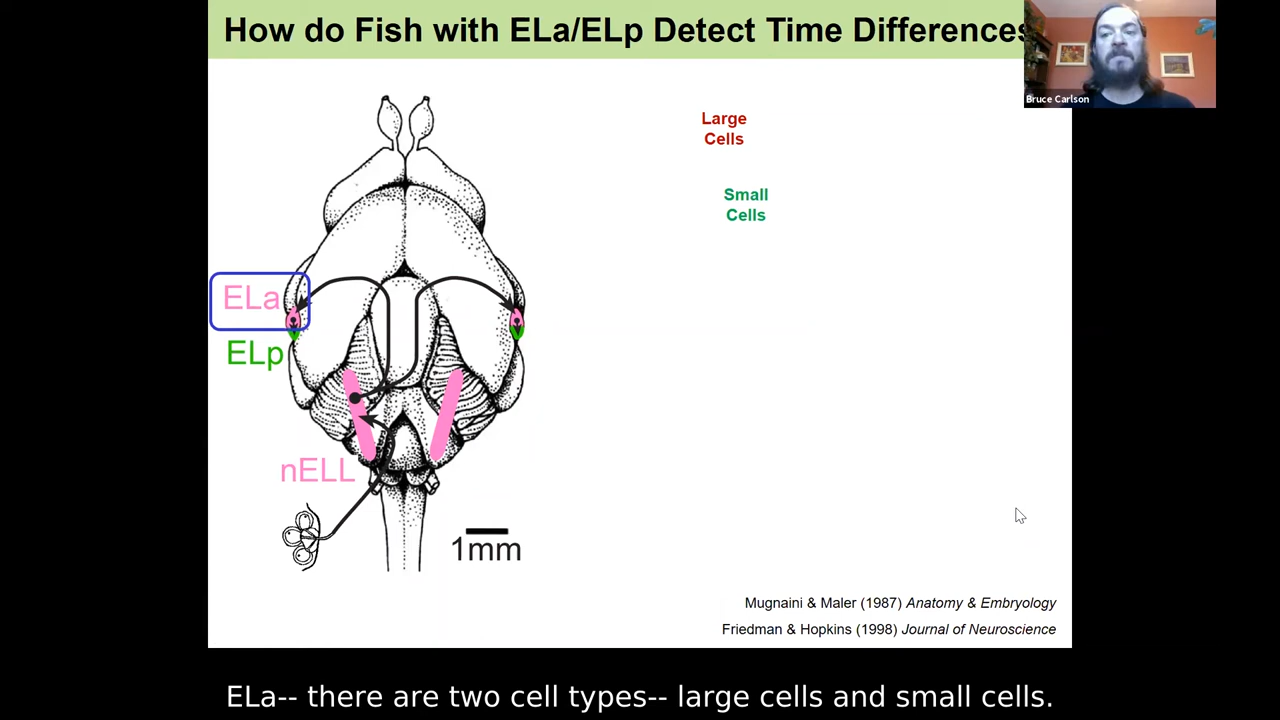 How do Fish with ELa/ELp Detect Time Differences
Bruce Carlson
Large
Cells
Small
Cells
ELa
ELp
nELL
1mm
Mugnaini & Maler (1987) Anatomy & Embryology
Friedman & Hopkins (1998) Journal of Neuroscience
ELa-- there are two cell types-- large cells and small cells.